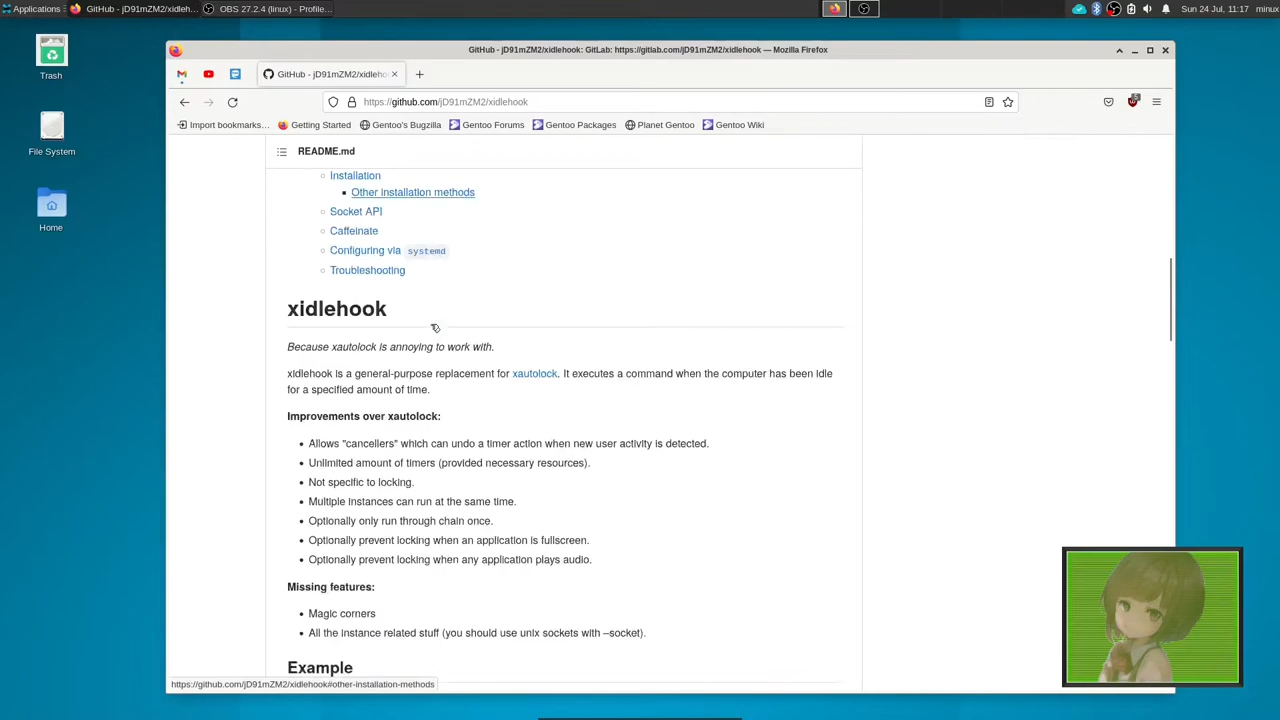 Applications
GitHub - jD91mZM2/xidleh...
OBS 27.2.4 (linux) - Profile...
Sun 24 Jul, 11:17
minux
Trash
File System
Home
GitHub - jD91mZM2/xidlehook: GitLab: https://gitlab.com/jD91mZM2/xidlehook — Mozilla Firefox
GitHub - jD91mZM2/xidleho
https://github.com/jD91mZM2/xidlehook
Import bookmarks...
Getting Started
Gentoo's Bugzilla
Gentoo Forums
Gentoo Packages
Planet Gentoo
Gentoo Wiki
README.md
Installation
Other installation methods
Socket API
Caffeinate
Configuring via systemd
Troubleshooting
xidlehook
Because xautolock is annoying to work with.
xidlehook is a general-purpose replacement for xautolock. It executes a command when the computer has been idle
for a specified amount of time.
Improvements over xautolock:
Allows "cancellers" which can undo a timer action when new user activity is detected.
Unlimited amount of timers (provided necessary resources).
Not specific to locking.
Multiple instances can run at the same time.
Optionally only run through chain once.
Optionally prevent locking when an application is fullscreen.
Optionally prevent locking when any application plays audio.
Missing features:
Magic corners
All the instance related stuff (you should use unix sockets with –socket).
Example
https://github.com/jD91mZM2/xidlehook#other-installation-methods